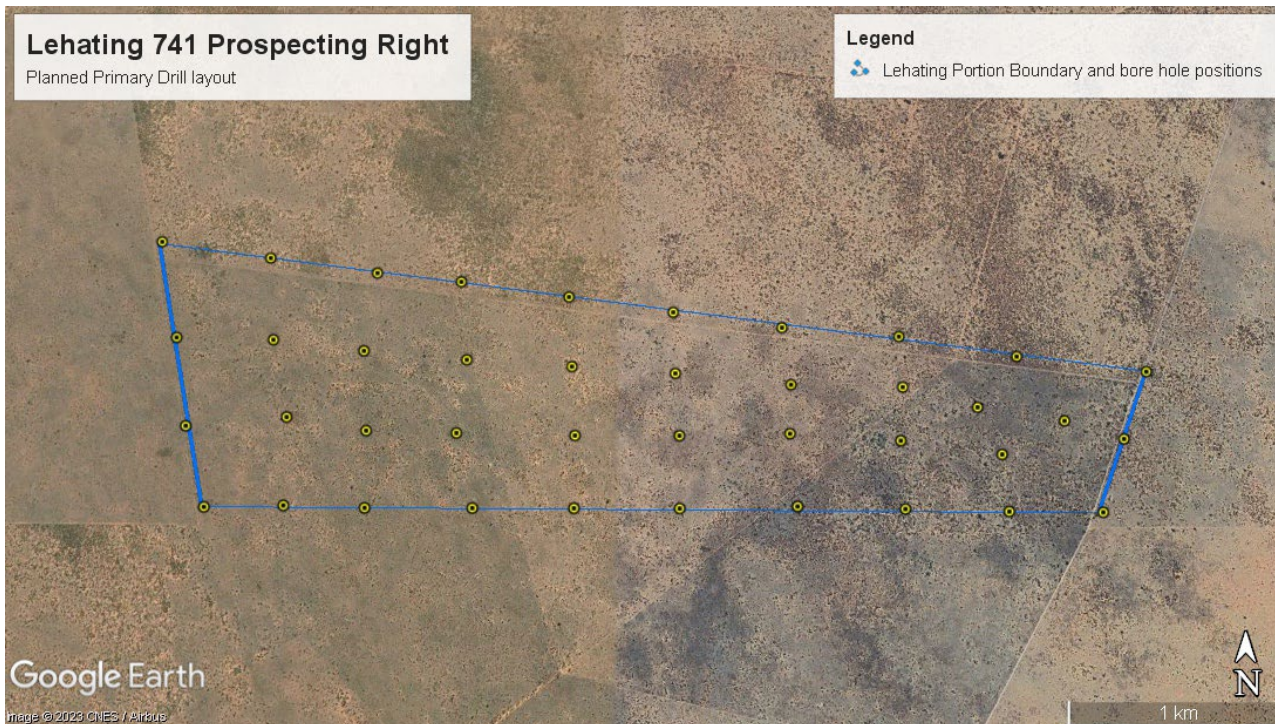 Lehating 741 Prospecting Right
Planned Primary Drill layout
Legend
Lehating Portion Boundary and bore hole positions
Google Earth
mage © 2023 CNES / Airbus
N
1 km